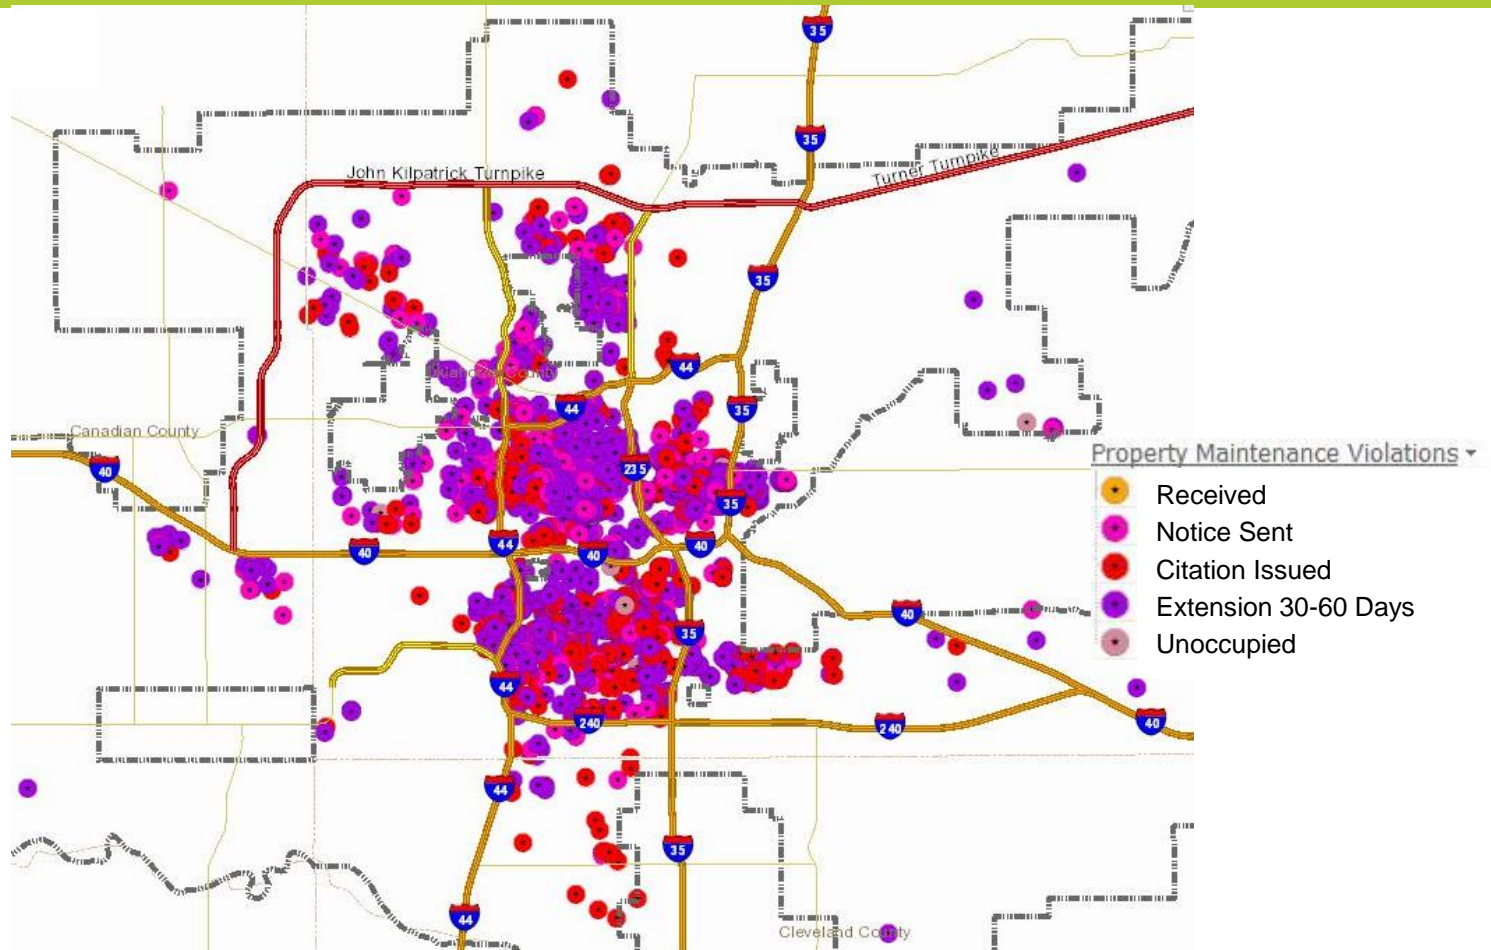 35
35
John Kilpatrick Turnpike
Turner Turnpike
35
44
Oklahoma County
44
35
Canadian County
40
235
35
44
40
40
40
40
35
44
240
240
40
44
35
44
Cleveland County
Property Maintenance Violations
Received
Notice Sent
Citation Issued
Extension 30-60 Days
Unoccupied